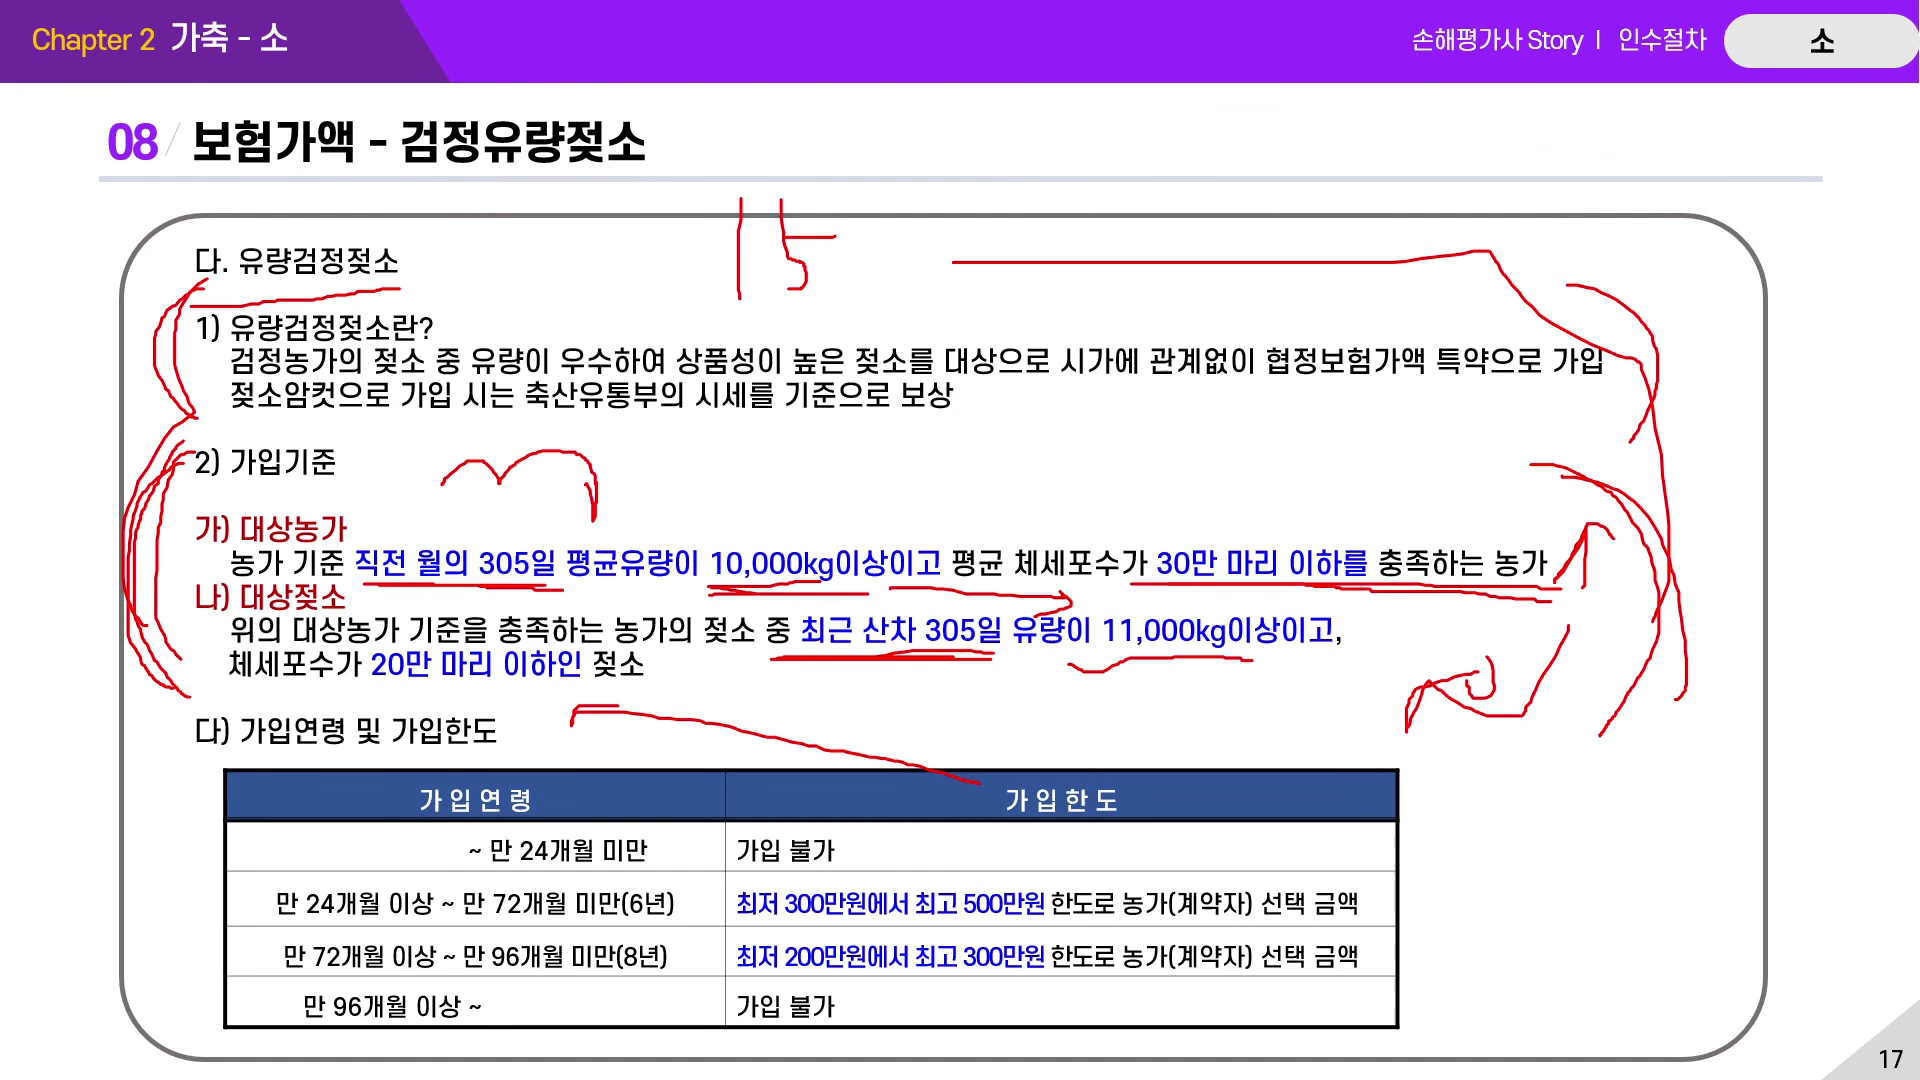 Chapter 2 가축 - 소
손해평가사 Story ㅣ 인수절차
소
08 / 보험가액 - 검정유량젖소
15
다. 유량검정젖소
1) 유량검정젖소란?
검정농가의 젖소 중 유량이 우수하여 상품성이 높은 젖소를 대상으로 시가에 관계없이 협정보험가액 특약으로 가입
젖소암컷으로 가입 시는 축산유통부의 시세를 기준으로 보상
2) 가입기준
가) 대상농가
농가 기준 직전 월의 305일 평균유량이 10,000kg이상이고 평균 체세포수가 30만 마리 이하를 충족하는 농가
나) 대상젖소
위의 대상농가 기준을 충족하는 농가의 젖소 중 최근 산차 305일 유량이 11,000kg이상이고,
체세포수가 20만 마리 이하인 젖소
다) 가입연령 및 가입한도
가 입 연 령 가 입 한 도
~ 만 24개월 미만 가입 불가
만 24개월 이상 ~ 만 72개월 미만(6년) 최저 300만원에서 최고 500만원 한도로 농가(계약자) 선택 금액
만 72개월 이상 ~ 만 96개월 미만(8년) 최저 200만원에서 최고 300만원 한도로 농가(계약자) 선택 금액
만 96개월 이상 ~ 가입 불가
17